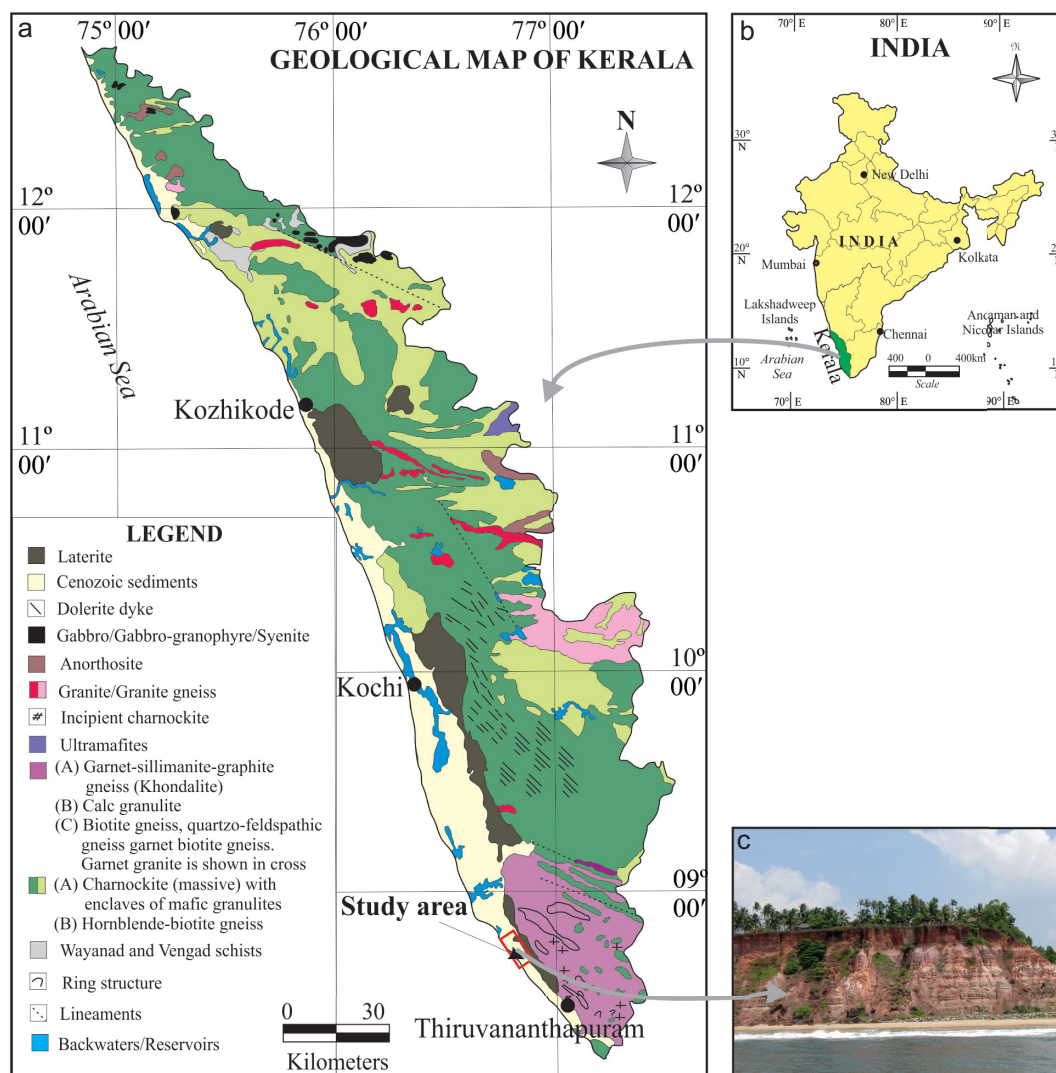 a
75º
00'
76º
00'
77º
00'
GEOLOGICAL MAP OF KERALA
N
12º
00'
12º
00'
Arabian Sea
Kozhikode
11º
00'
11º
00'
LEGEND
Laterite
Cenozoic sediments
Dolerite dyke
Gabbro/Gabbro-granophyre/Syenite
Anorthosite
Granite/Granite gneiss
Incipient charnockite
Ultramafites
(A) Garnet-sillimanite-graphite
gneiss (Khondalite)
(B) Calc granulite
(C) Biotite gneiss, quartzo-feldspathic
gneiss garnet biotite gneiss.
Garnet granite is shown in cross
(A) Charnockite (massive) with
enclaves of mafic granulites
(B) Hornblende-biotite gneiss
Wayanad and Vengad schists
Ring structure
Lineaments
Backwaters/Reservoirs
10º
00'
Kochi
09º
00'
Study area
0 30
Kilometers
Thiruvananthapuram
b
70º E 80º E 90º E
INDIA
N
30º
N
New Delhi
INDIA
20º
N
Mumbai
Kolkata
Lakshadweep
Islands
Chennai
Ancaman and
Nicobar Islands
Kerala
Arabian
Sea
10º
N
400 0 400km
Scale
70º E 80º E 90º E
c